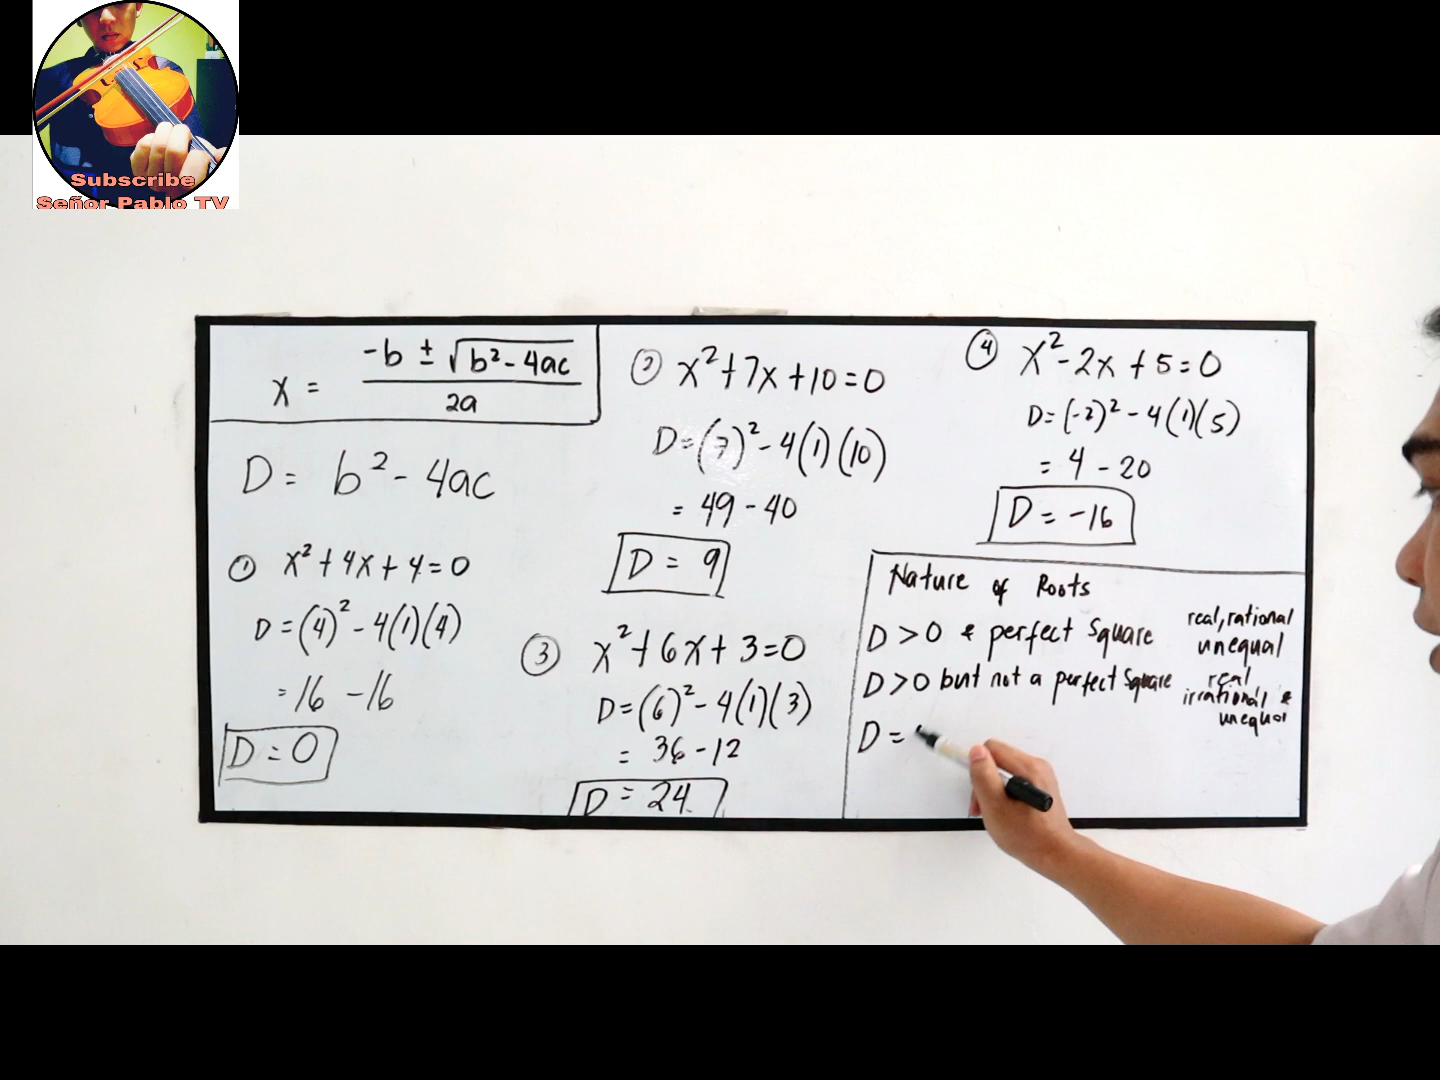 Subscribe
Señor Pablo TV
x = -b ± √b² - 4ac / 2a
D = b² - 4ac
① x² + 4x + 4 = 0
D = (4)² - 4(1)(4)
= 16 - 16
D = 0
② x² + 7x + 10 = 0
D = (7)² - 4(1)(10)
= 49 - 40
D = 9
③ x² + 6x + 3 = 0
D = (6)² - 4(1)(3)
= 36 - 12
D = 24
④ x² - 2x + 5 = 0
D = (-2)² - 4(1)(5)
= 4 - 20
D = -16
Nature of Roots
D > 0 & perfect Square real, rational
unequal
D > 0 but not a perfect Square real
irrational &
unequal
D =